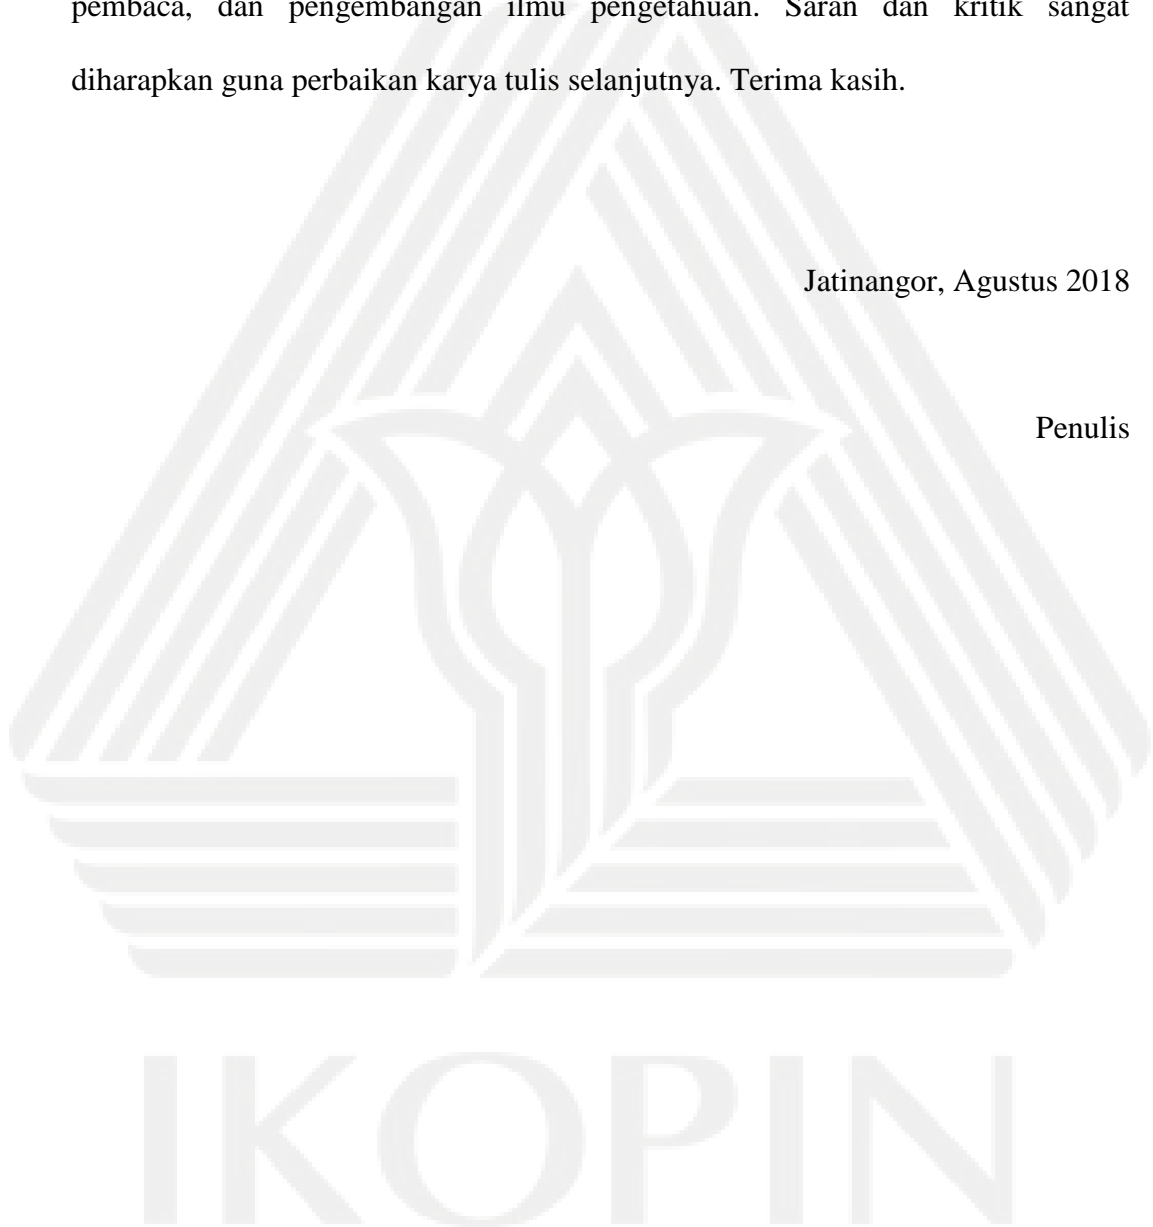 pembaca, dan pengembangan ilmu pengetahuan. Saran dan kritik sangat
diharapkan guna perbaikan karya tulis selanjutnya. Terima kasih.
Jatinangor, Agustus 2018
Penulis
IKOPIN